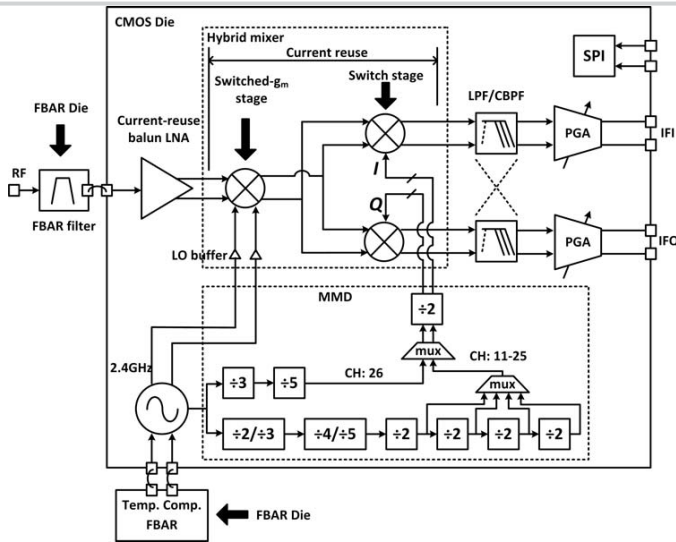 CMOS Die
Hybrid mixer
Current reuse
SPI
Switched-gm
stage
Switch stage
LPF/CBPF
FBAR Die
Current-reuse
balun LNA
PGA
IFI
I
RF
FBAR filter
Q
PGA
IFQ
LO buffer
MMD
÷2
mux
2.4GHz
÷3
÷5
CH: 26
CH: 11-25
mux
÷2/÷3
÷4/÷5
÷2
÷2
÷2
÷2
Temp. Comp.
FBAR
FBAR Die